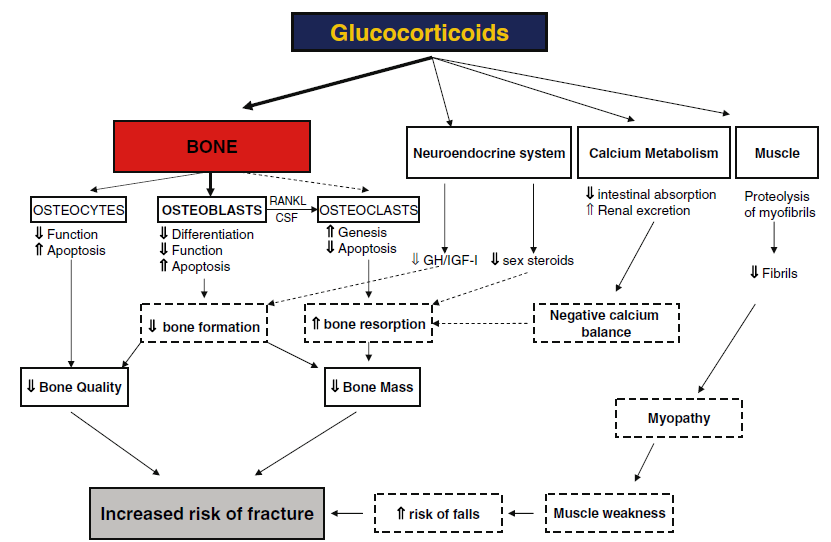 Glucocorticoids
BONE
Neuroendocrine system
Calcium Metabolism
Muscle
OSTEOCYTES
OSTEOBLASTS
RANKL
CSF
OSTEOCLASTS
⇓ Function
⇑ Apoptosis
⇓ Differentiation
⇓ Function
⇑ Apoptosis
⇑ Genesis
⇓ Apoptosis
⇓ GH/IGF-I
⇓ sex steroids
⇓ intestinal absorption
⇑ Renal excretion
Proteolysis
of myofibrils
⇓ Fibrils
⇓ bone formation
⇑ bone resorption
Negative calcium
balance
⇓ Bone Quality
⇓ Bone Mass
Myopathy
Increased risk of fracture
⇑ risk of falls
Muscle weakness